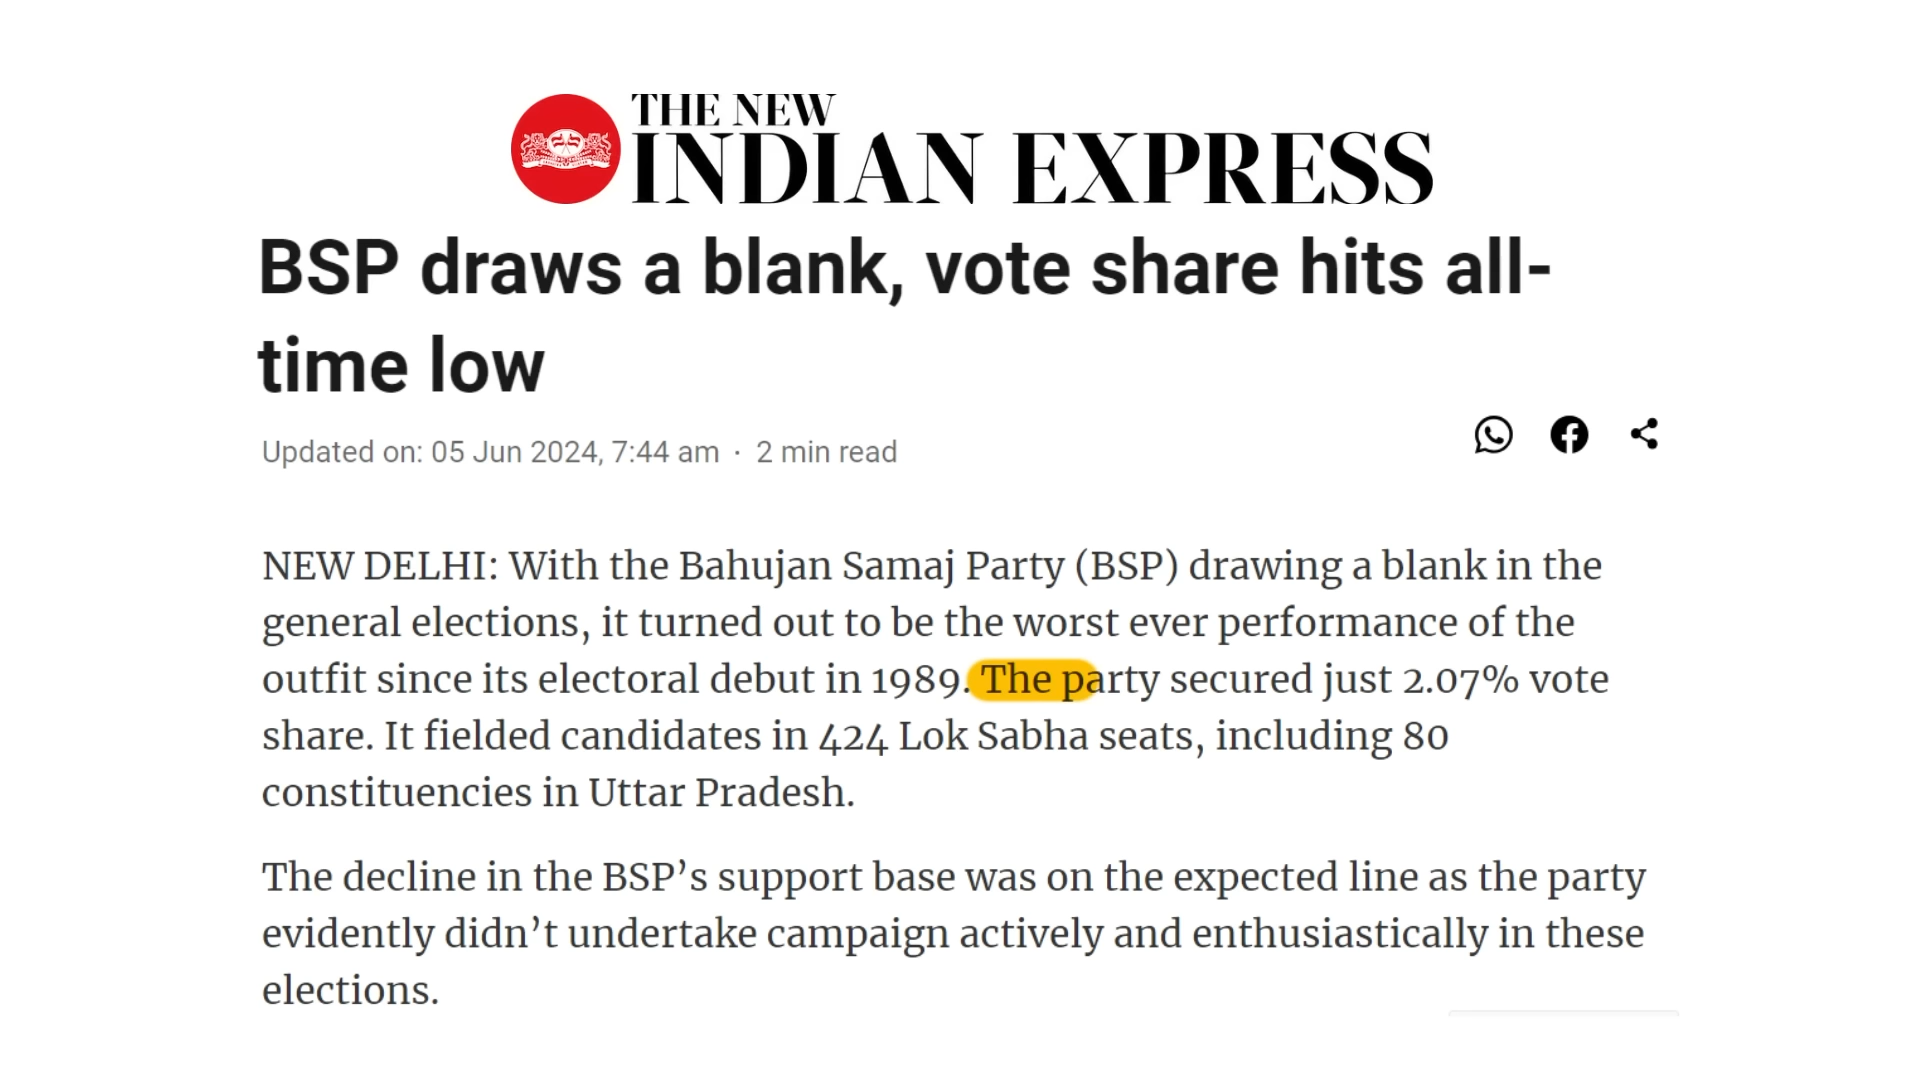 THE NEW
INDIAN EXPRESS
BSP draws a blank, vote share hits all-
time low
Updated on: 05 Jun 2024, 7:44 am · 2 min read
NEW DELHI: With the Bahujan Samaj Party (BSP) drawing a blank in the
general elections, it turned out to be the worst ever performance of the
outfit since its electoral debut in 1989. The party secured just 2.07% vote
share. It fielded candidates in 424 Lok Sabha seats, including 80
constituencies in Uttar Pradesh.
The decline in the BSP’s support base was on the expected line as the party
evidently didn’t undertake campaign actively and enthusiastically in these
elections.